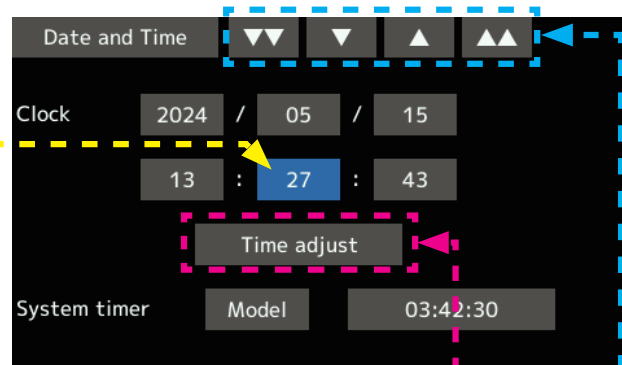 Date and Time ▼▼ ▼ ▲ ▲▲
Clock 2024 / 05 / 15
13 : 27 : 43
Time adjust
System timer Model 03:42:30